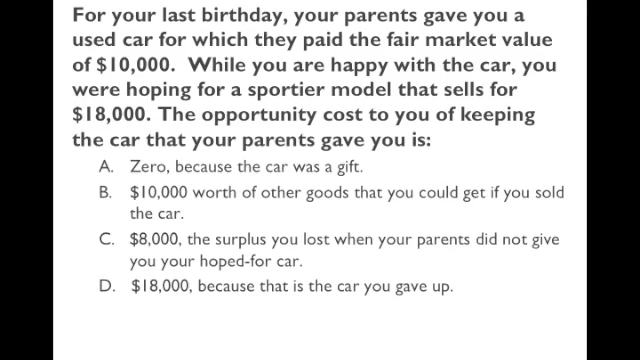 For your last birthday, your parents gave you a
used car for which they paid the fair market value
of $10,000.  While you are happy with the car, you
were hoping for a sportier model that sells for
$18,000. The opportunity cost to you of keeping
the car that your parents gave you is:
A. Zero, because the car was a gift.
B. $10,000 worth of other goods that you could get if you sold
the car.
C. $8,000, the surplus you lost when your parents did not give
you your hoped-for car.
D. $18,000, because that is the car you gave up.